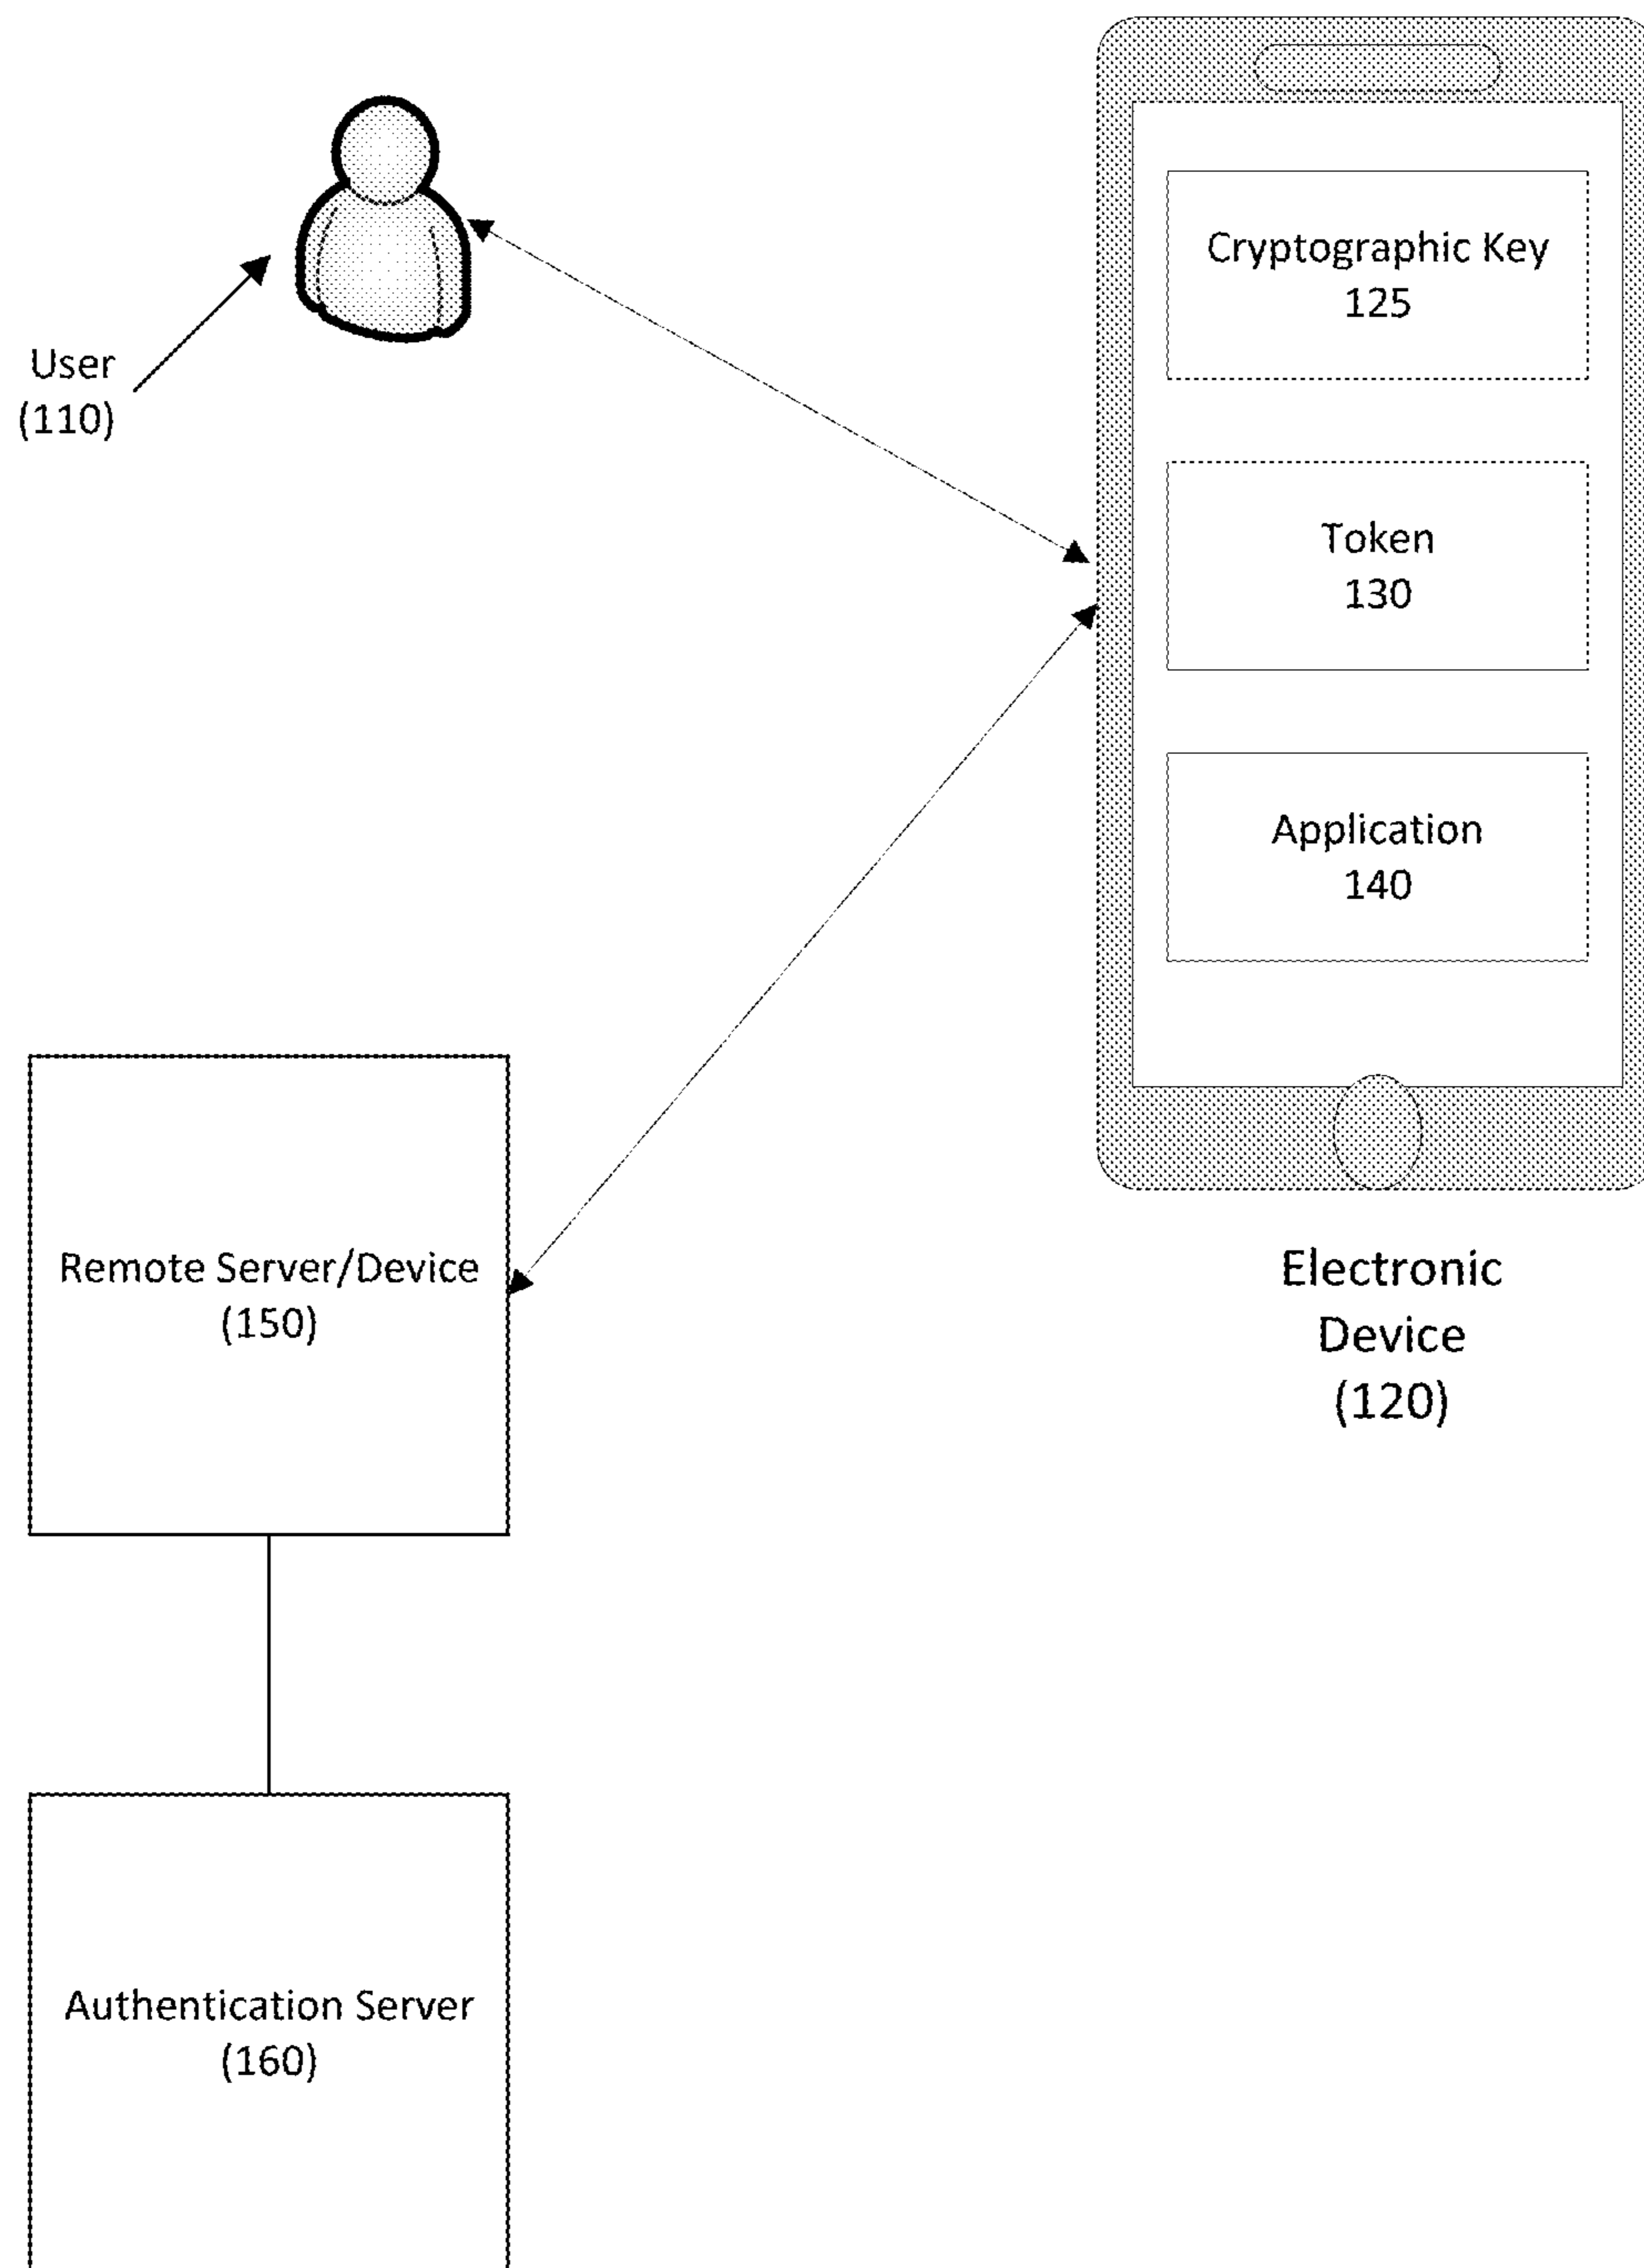 User
(110)
Cryptographic Key
125
Token
130
Application
140
Electronic
Device
(120)
Remote Server/Device
(150)
Authentication Server
(160)